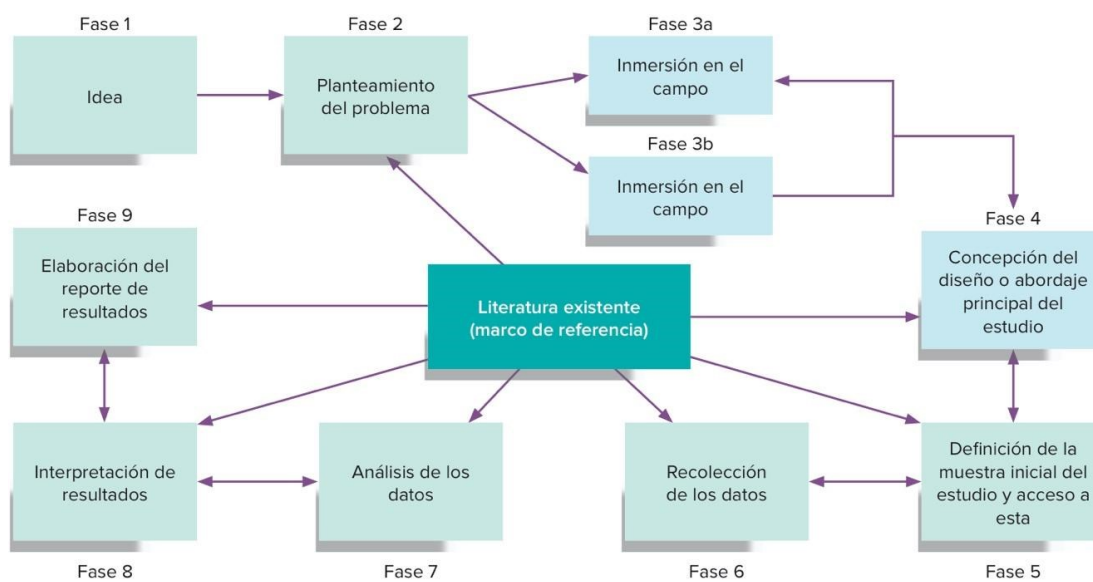 Fase 1
Idea
Fase 2
Planteamiento
del problema
Fase 3a
Inmersión en el
campo
Fase 3b
Inmersión en el
campo
Fase 4
Concepción del
diseño o abordaje
principal del
estudio
Fase 9
Elaboración del
reporte de
resultados
Literatura existente
(marco de referencia)
Interpretación de
resultados
Fase 8
Análisis de los
datos
Fase 7
Recolección
de los datos
Fase 6
Definición de la
muestra inicial del
estudio y acceso a
esta
Fase 5